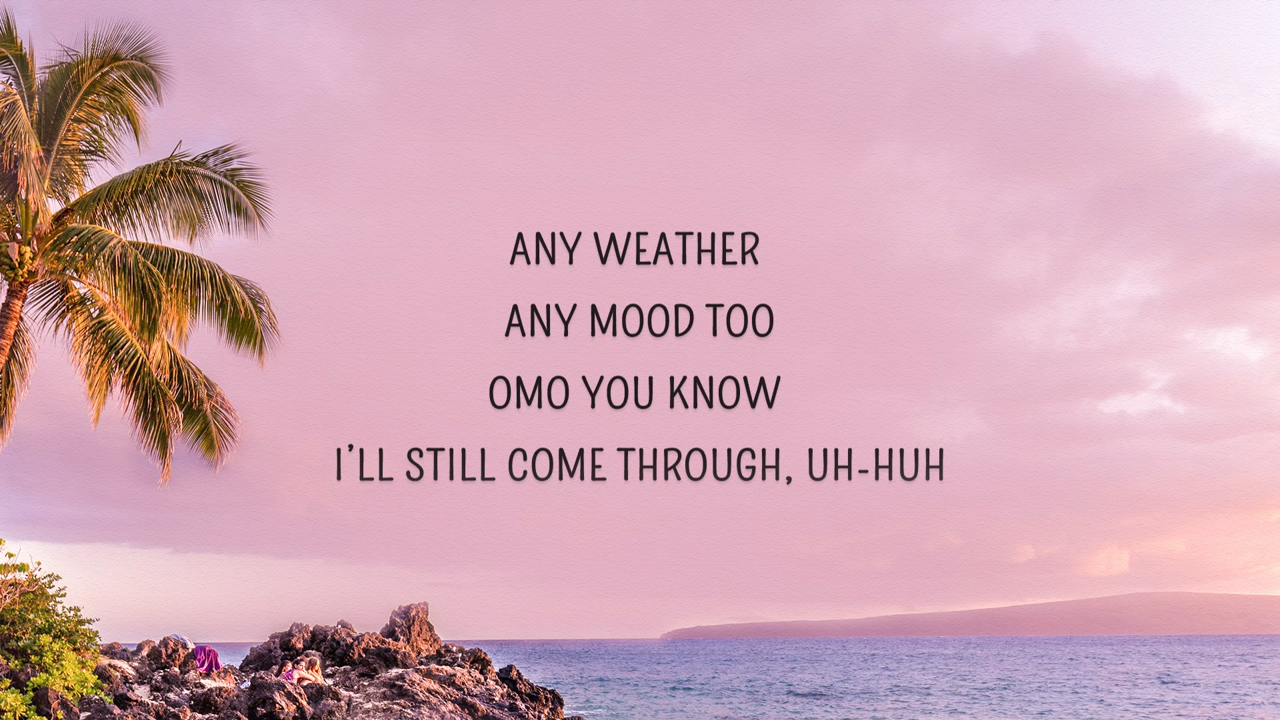 ANY WEATHER
ANY MOOD TOO
OMO YOU KNOW
I’LL STILL COME THROUGH, UH-HUH